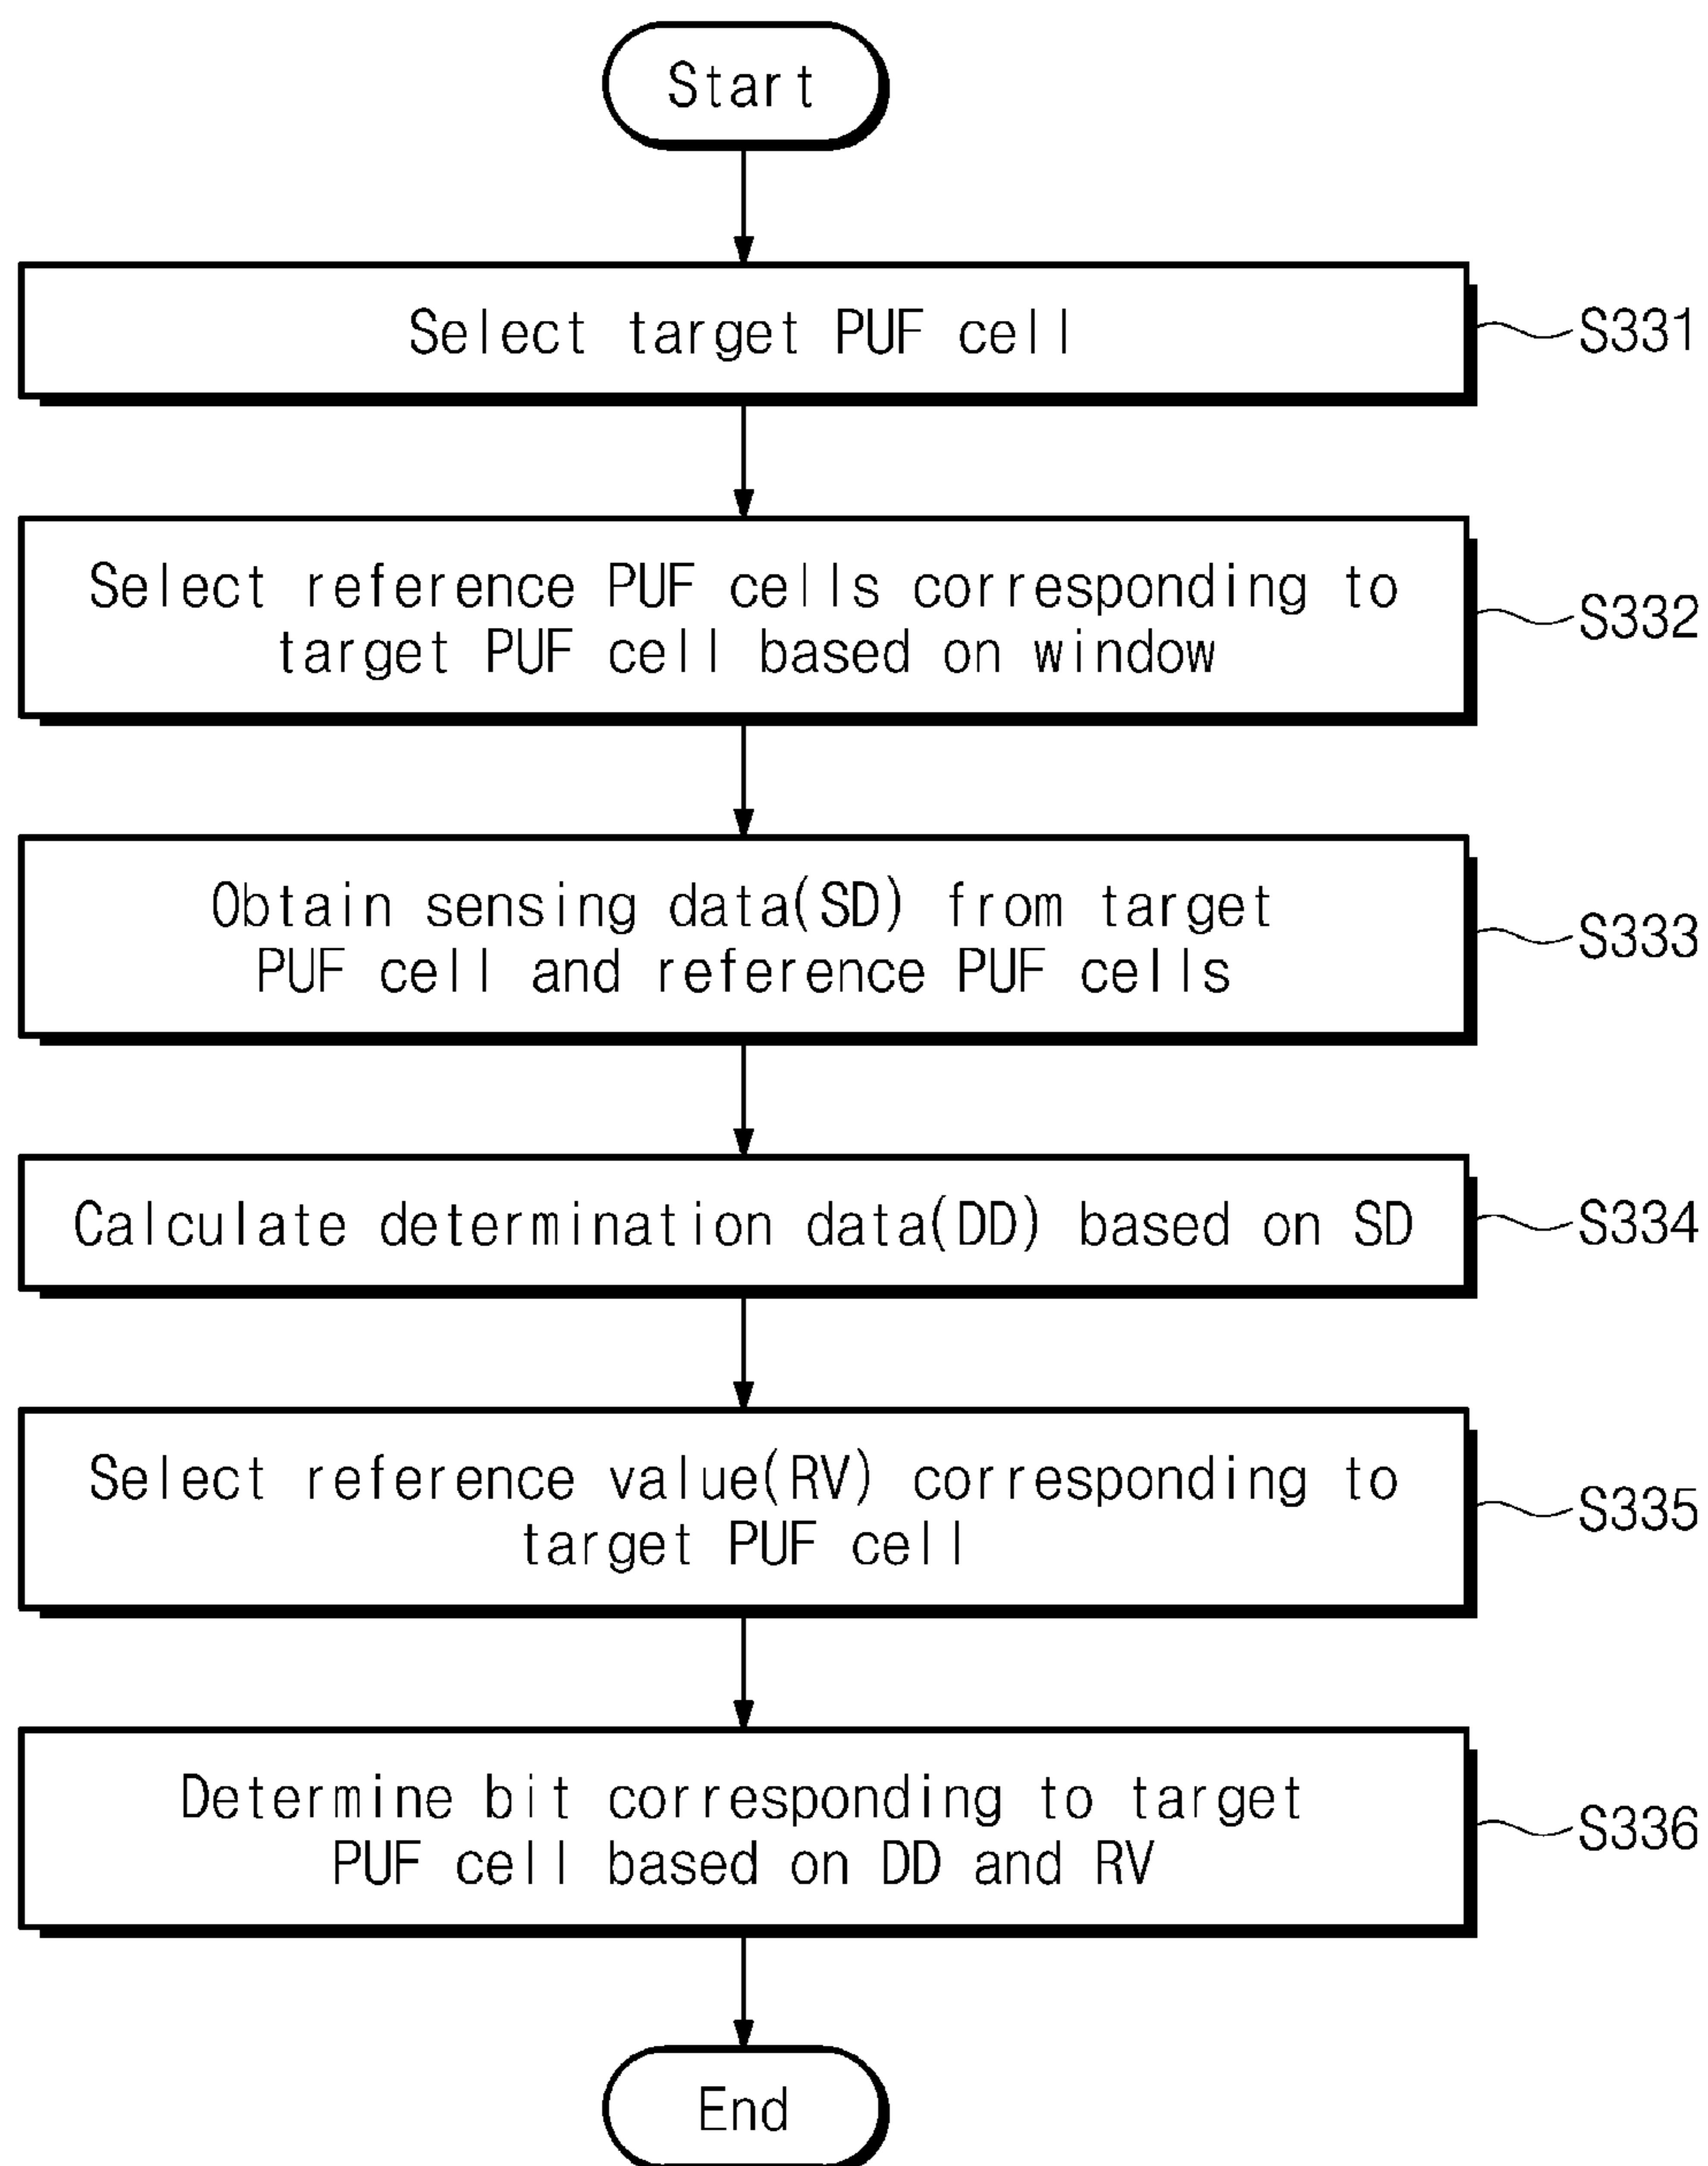 Start
Select target PUF cell
S331
Select reference PUF cells corresponding to
target PUF cell based on window
S332
Obtain sensing data(SD) from target
PUF cell and reference PUF cells
S333
Calculate determination data(DD) based on SD
S334
Select reference value(RV) corresponding to
target PUF cell
S335
Determine bit corresponding to target
PUF cell based on DD and RV
S336
End